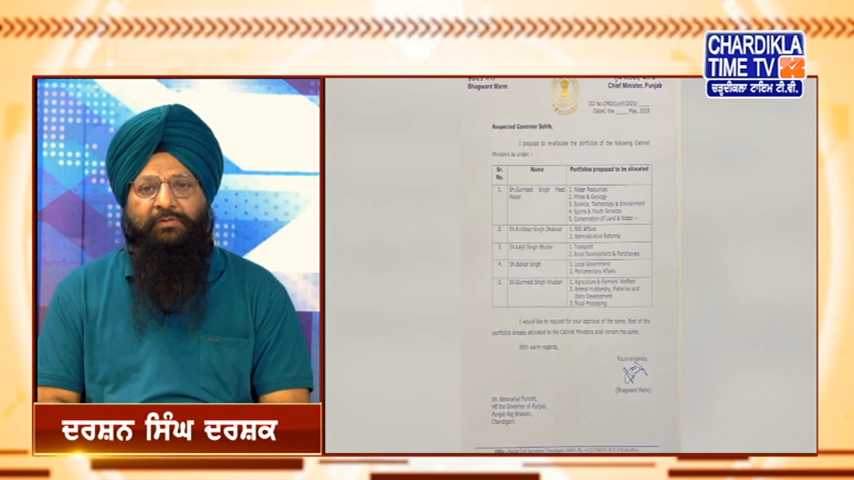 CHARDIKLA
TIME TV
ਚੜ੍ਹਦੀਕਲਾ ਟਾਇਮ ਟੀ.ਵੀ.
Bhagwant Mann
Chief Minister, Punjab
Dated, the ____ May, 2023
Respected Governor Sahib,
I propose to re-allocate the portfolios of the following Cabinet
Ministers as under:-
Sr. No. Name Portfolios proposed to be allocated
1. Sh.Gurmeet Singh Meet Hayer
1. Water Resources
2. Mines & Geology
3. Science, Technology & Environment
4. Sports & Youth Services
5. Conservation of Land & Water
2. Sh.Kuldeep Singh Dhaliwal
1. NRI Affairs
2. Administrative Reforms
3. Sh.Laljit Singh Bhullar
1. Transport
2. Rural Development & Panchayats
4. Sh.Balkar Singh
1. Local Government
2. Parliamentary Affairs
5. Sh.Gurmeet Singh Khudian
1. Agriculture & Farmers' Welfare
2. Animal Husbandry, Fisheries and
Dairy Development
3. Food Processing
I would like to request for your approval of the same. Rest of the
portfolios already allocated to the Cabinet Ministers shall remain the same.
With warm regards,
Yours sincerely,
(Bhagwant Mann)
Sh. Banwarilal Purohit,
HE the Governor of Punjab,
Punjab Raj Bhawan,
Chandigarh.
ਦਰਸ਼ਨ ਸਿੰਘ ਦਰਸ਼ਕ